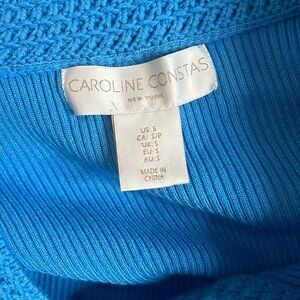 CAROLINE CONSTAS
NEW YORK
US: S
CA: S/P
UK: S
EU: S
AU: S
MADE IN
CHINA